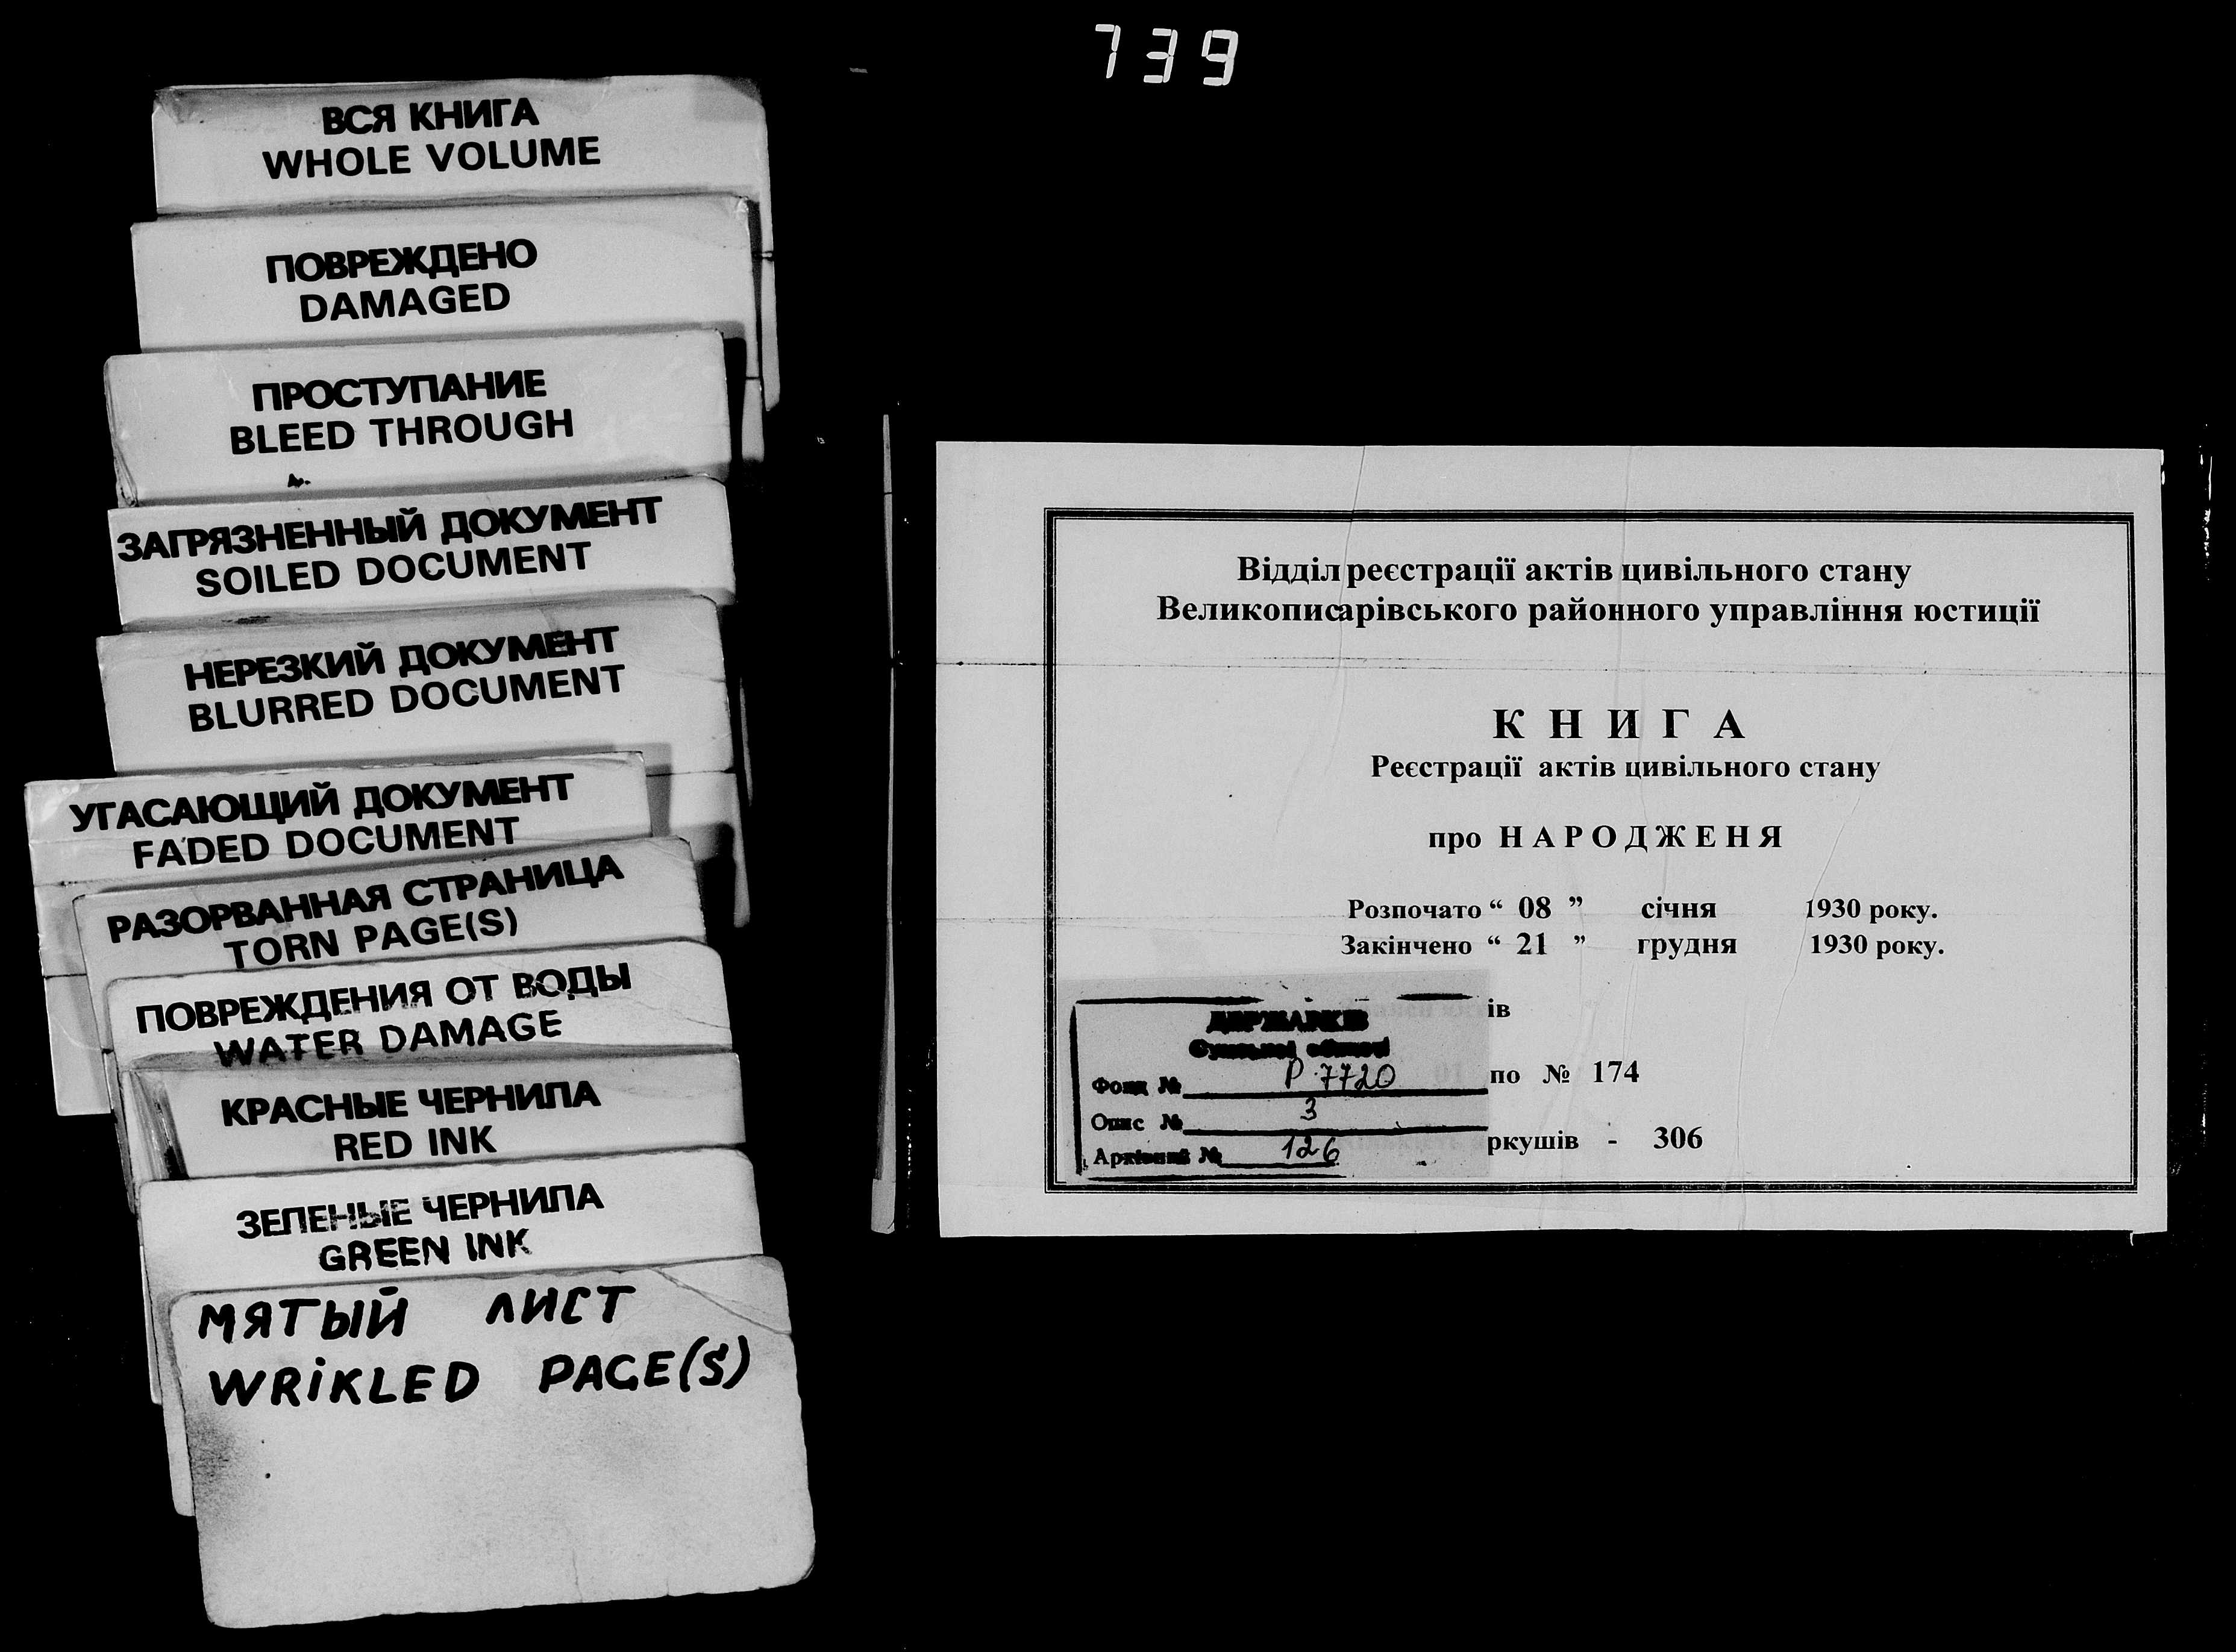 739
ВСЯ КНИГА
WHOLE VOLUME
ПОВРЕЖДЕНО
DAMAGED
ПРОСТУПАНИЕ
BLEED THROUGH
ЗАГРЯЗНЕННЫЙ ДОКУМЕНТ
SOILED DOCUMENT
НЕРЕЗКИЙ ДОКУМЕНТ
BLURRED DOCUMENT
УГАСАЮЩИЙ ДОКУМЕНТ
FADED DOCUMENT
РАЗОРВАННАЯ СТРАНИЦА
TORN PAGE(S)
ПОВРЕЖДЕНИЯ ОТ ВОДЫ
WATER DAMAGE
КРАСНЫЕ ЧЕРНИЛА
RED INK
ЗЕЛЕНЫЕ ЧЕРНИЛА
GREEN INK
МЯТЫЙ ЛИСТ
WRIKLED PAGE(S)
Відділ реєстрації актів цивільного стану
Великописарівського районного управління юстиції
К Н И Г А
Реєстрації актів цивільного стану
про Н А Р О Д Ж Е Н Я
Розпочато “ 08 ” січня 1930 року.
Закінчено “ 21 ” грудня 1930 року.
ів
ДЕРЖАРХІВ
Сумської області
Фонд № Р 7720
01 по № 174
Опис № 3
ркушів - 306
Архівний № 126